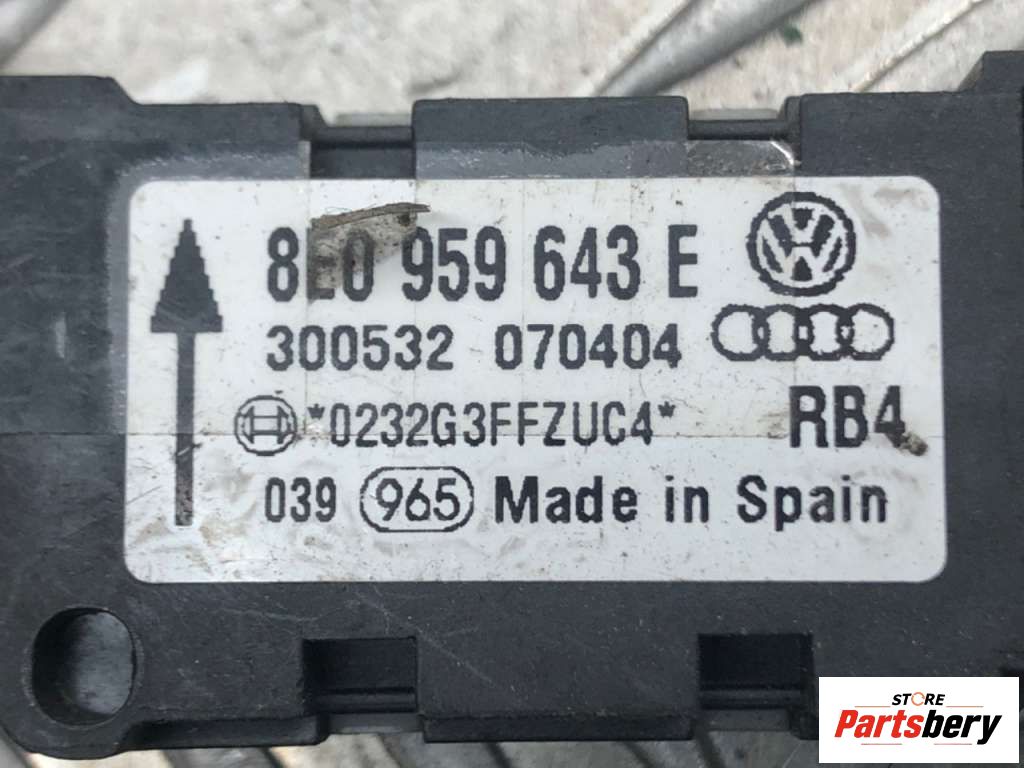 8E0 959 643 E
300532 070404
*0232G3FFZUC4* RB4
039 965 Made in Spain
STORE
Partsbery